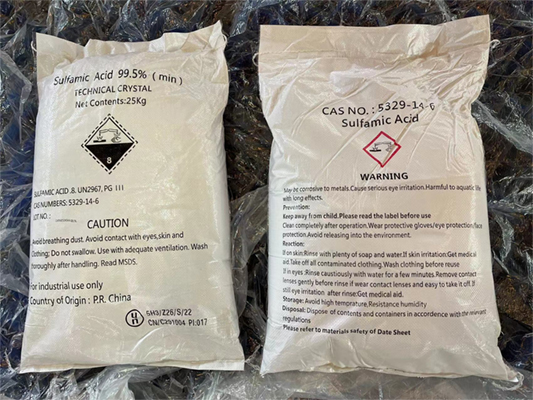 Sulfamic Acid 99.5% (min)
TECHNICAL CRYSTAL
Net Contents:25Kg
8
SULFAMIC ACID .8. UN2967, PG III
CAS NUMBERS: 5329-14-6
LOT NO.:
CAUTION
Avoid breathing dust. Avoid contact with eyes,skin and
Clothing; Do not swallow. Use with adequate ventilation. Wash
thoroughly after handling. Read MSDS.
For industrial use only
Country of Origin : P.R. China
un
5H3/Z26/S/22
CN/C291004 PI:017
CAS NO. : 5329-14-6
Sulfamic Acid
WARNING
May be corrosive to metals.Cause serious eye irritation.Harmful to aquatic life
with long effects.
Prevention:
Keep away from child.Please read the label before use
Clean completely after operation.Wear protective gloves/eye protection/face
protection.Avoid releasing into the environment.
Reaction:
If on skin:Rinse with plenty of soap and water.If skin irritation:Get medical
aid.Take off all contaminated clothing.Wash clothing before reuse
If in eyes :Rinse cautiously with water for a few minutes.Remove contact
lenses gently before rinse if wear contact lenses and easy to take it off. If
still eye irritation after rinse:Get medical aid.
Storage: Avoid high temprature,Resistance humidity
Disposal: Dispose of contents and containers in accordance with the relevant
regulations
Please refer to materials safety of Date Sheet